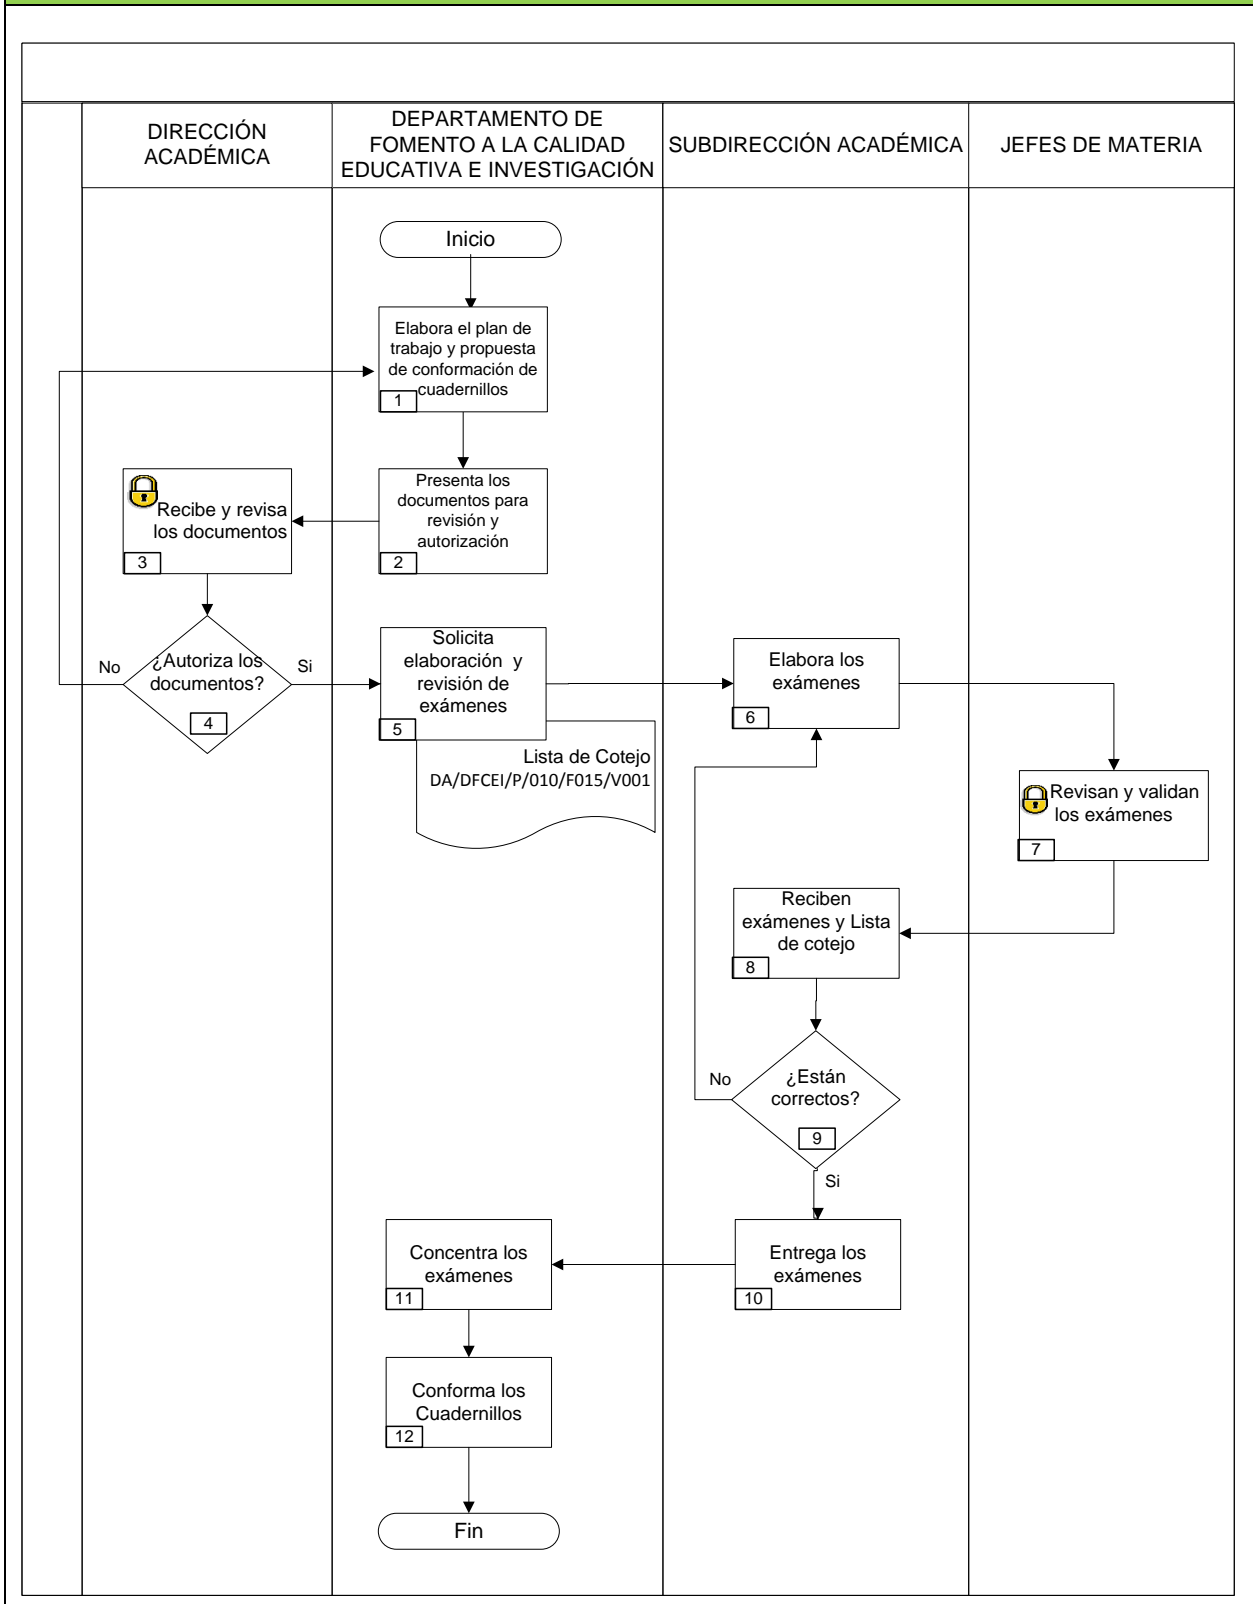 DIRECCIÓN
ACADÉMICA
DEPARTAMENTO DE
FOMENTO A LA CALIDAD
EDUCATIVA E INVESTIGACIÓN
SUBDIRECCIÓN ACADÉMICA
JEFES DE MATERIA
Inicio
Elabora el plan de
trabajo y propuesta
de conformación de
cuadernillos
1
Presenta los
documentos para
revisión y
autorización
2
Recibe y revisa
los documentos
3
¿Autoriza los
documentos?
4
No
Si
Solicita
elaboración y
revisión de
exámenes
5
Lista de Cotejo
DA/DFCEI/P/010/F015/V001
Elabora los
exámenes
6
Revisan y validan
los exámenes
7
Reciben
exámenes y Lista
de cotejo
8
¿Están
correctos?
9
No
Si
Entrega los
exámenes
10
Concentra los
exámenes
11
Conforma los
Cuadernillos
12
Fin